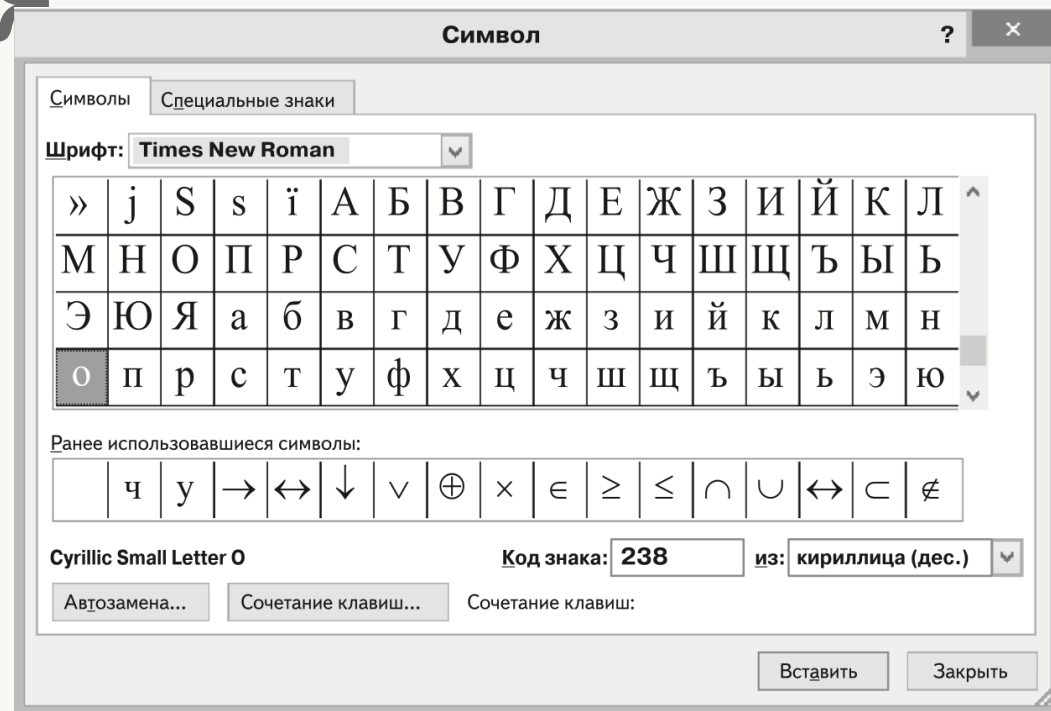 Символ ? ×
Символы Специальные знаки
Шрифт: Times New Roman
» ј Ѕ ѕ ї А Б В Г Д Е Ж З И Й К Л
М Н О П Р С Т У Ф Х Ц Ч Ш Щ Ъ Ы Ь
Э Ю Я а б в г д е ж з и й к л м н
о п р с т у ф х ц ч ш щ ъ ы ь э ю
Ранее использовавшиеся символы:
ч у → ↔ ↓ ∨ ⊕ × ∈ ≥ ≤ ∩ ∪ ↔ ⊂ ∉
Cyrillic Small Letter O Код знака: 238 из: кириллица (дес.)
Автозамена... Сочетание клавиш... Сочетание клавиш:
Вставить Закрыть